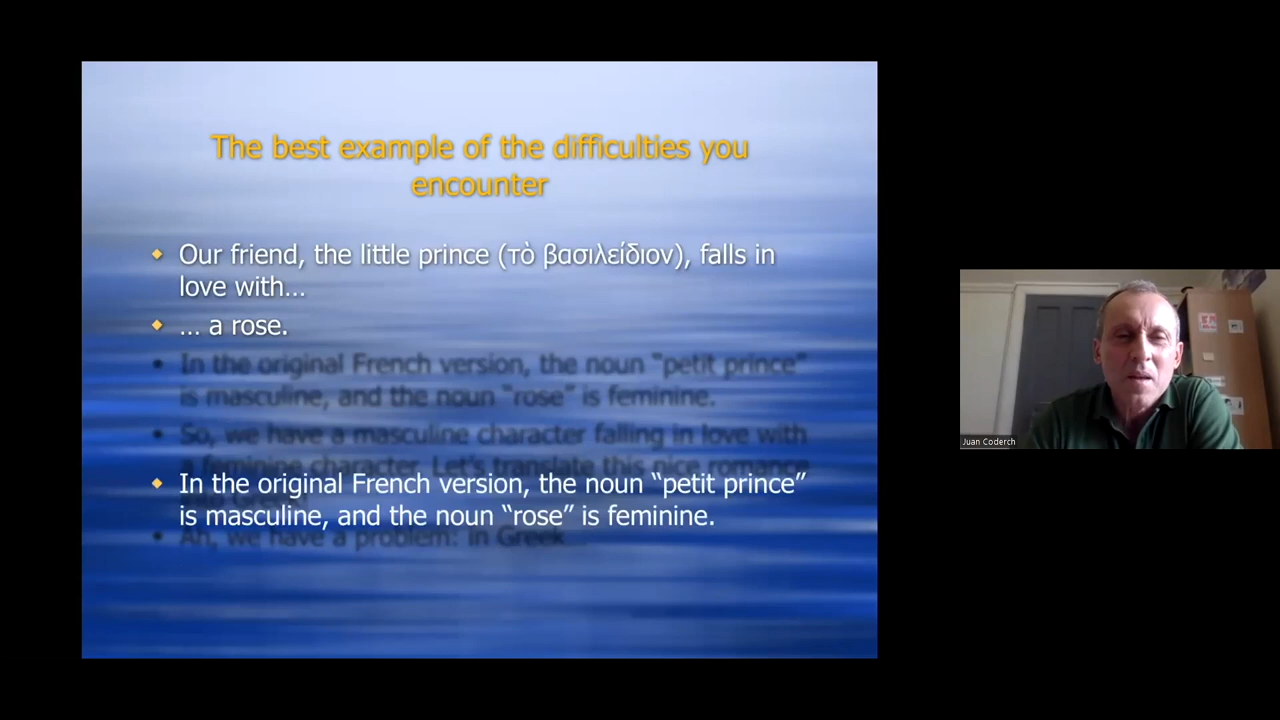 The best example of the difficulties you
encounter
Our friend, the little prince (τὸ βασιλείδιον), falls in
love with…
… a rose.
In the original French version, the noun "petit prince"
is masculine, and the noun "rose" is feminine.
So, we have a masculine character falling in love with
a feminine character. Let's translate this nice romance
In the original French version, the noun “petit prince”
is masculine, and the noun “rose” is feminine.
Ah, we have a problem: in Greek…
Juan Coderch